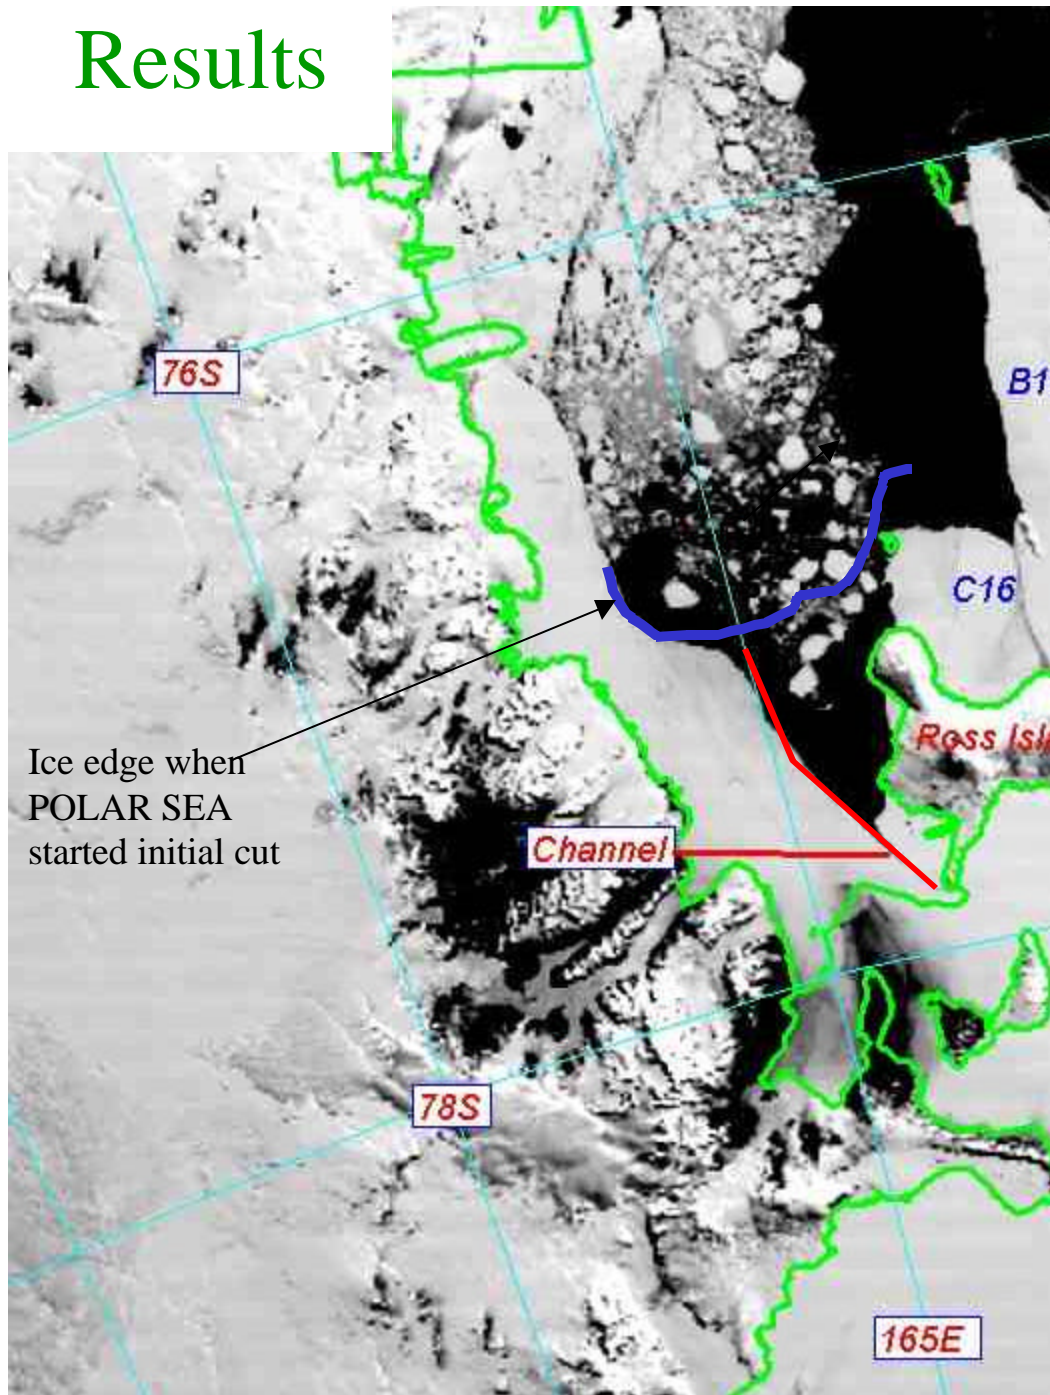 Results
76S
B1
C16
Ross Isl
Ice edge when
POLAR SEA
started initial cut
Channel
78S
165E